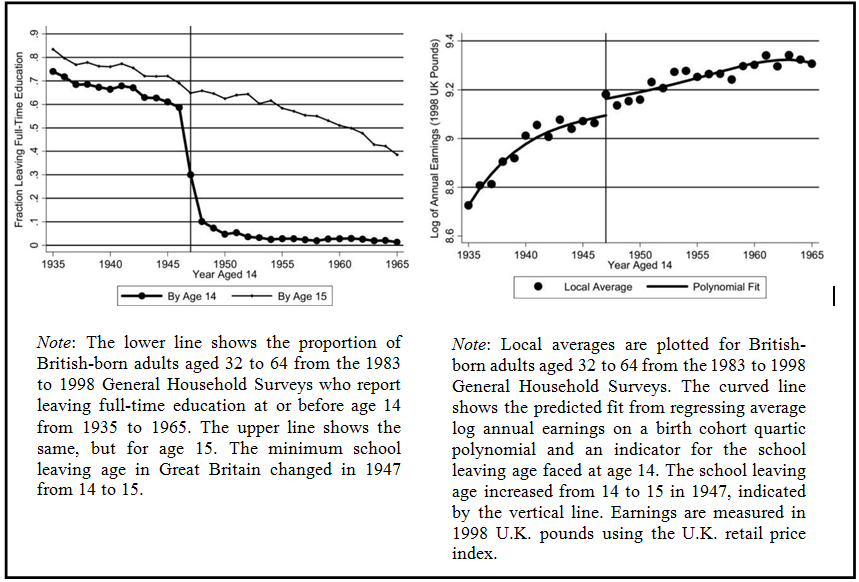 Fraction Leaving Full-Time Education
.9
.8
.7
.6
.5
.4
.3
.2
.1
0
1935 1940 1945 1950 1955 1960 1965
Year Aged 14
By Age 14 By Age 15
Note: The lower line shows the proportion of
British-born adults aged 32 to 64 from the 1983
to 1998 General Household Surveys who report
leaving full-time education at or before age 14
from 1935 to 1965. The upper line shows the
same, but for age 15. The minimum school
leaving age in Great Britain changed in 1947
from 14 to 15.
Log of Annual Earnings (1998 UK Pounds)
9.4
9.2
9
8.8
8.6
1935 1940 1945 1950 1955 1960 1965
Year Aged 14
Local Average Polynomial Fit
Note: Local averages are plotted for British-
born adults aged 32 to 64 from the 1983 to 1998
General Household Surveys. The curved line
shows the predicted fit from regressing average
log annual earnings on a birth cohort quartic
polynomial and an indicator for the school
leaving age faced at age 14. The school leaving
age increased from 14 to 15 in 1947, indicated
by the vertical line. Earnings are measured in
1998 U.K. pounds using the U.K. retail price
index.